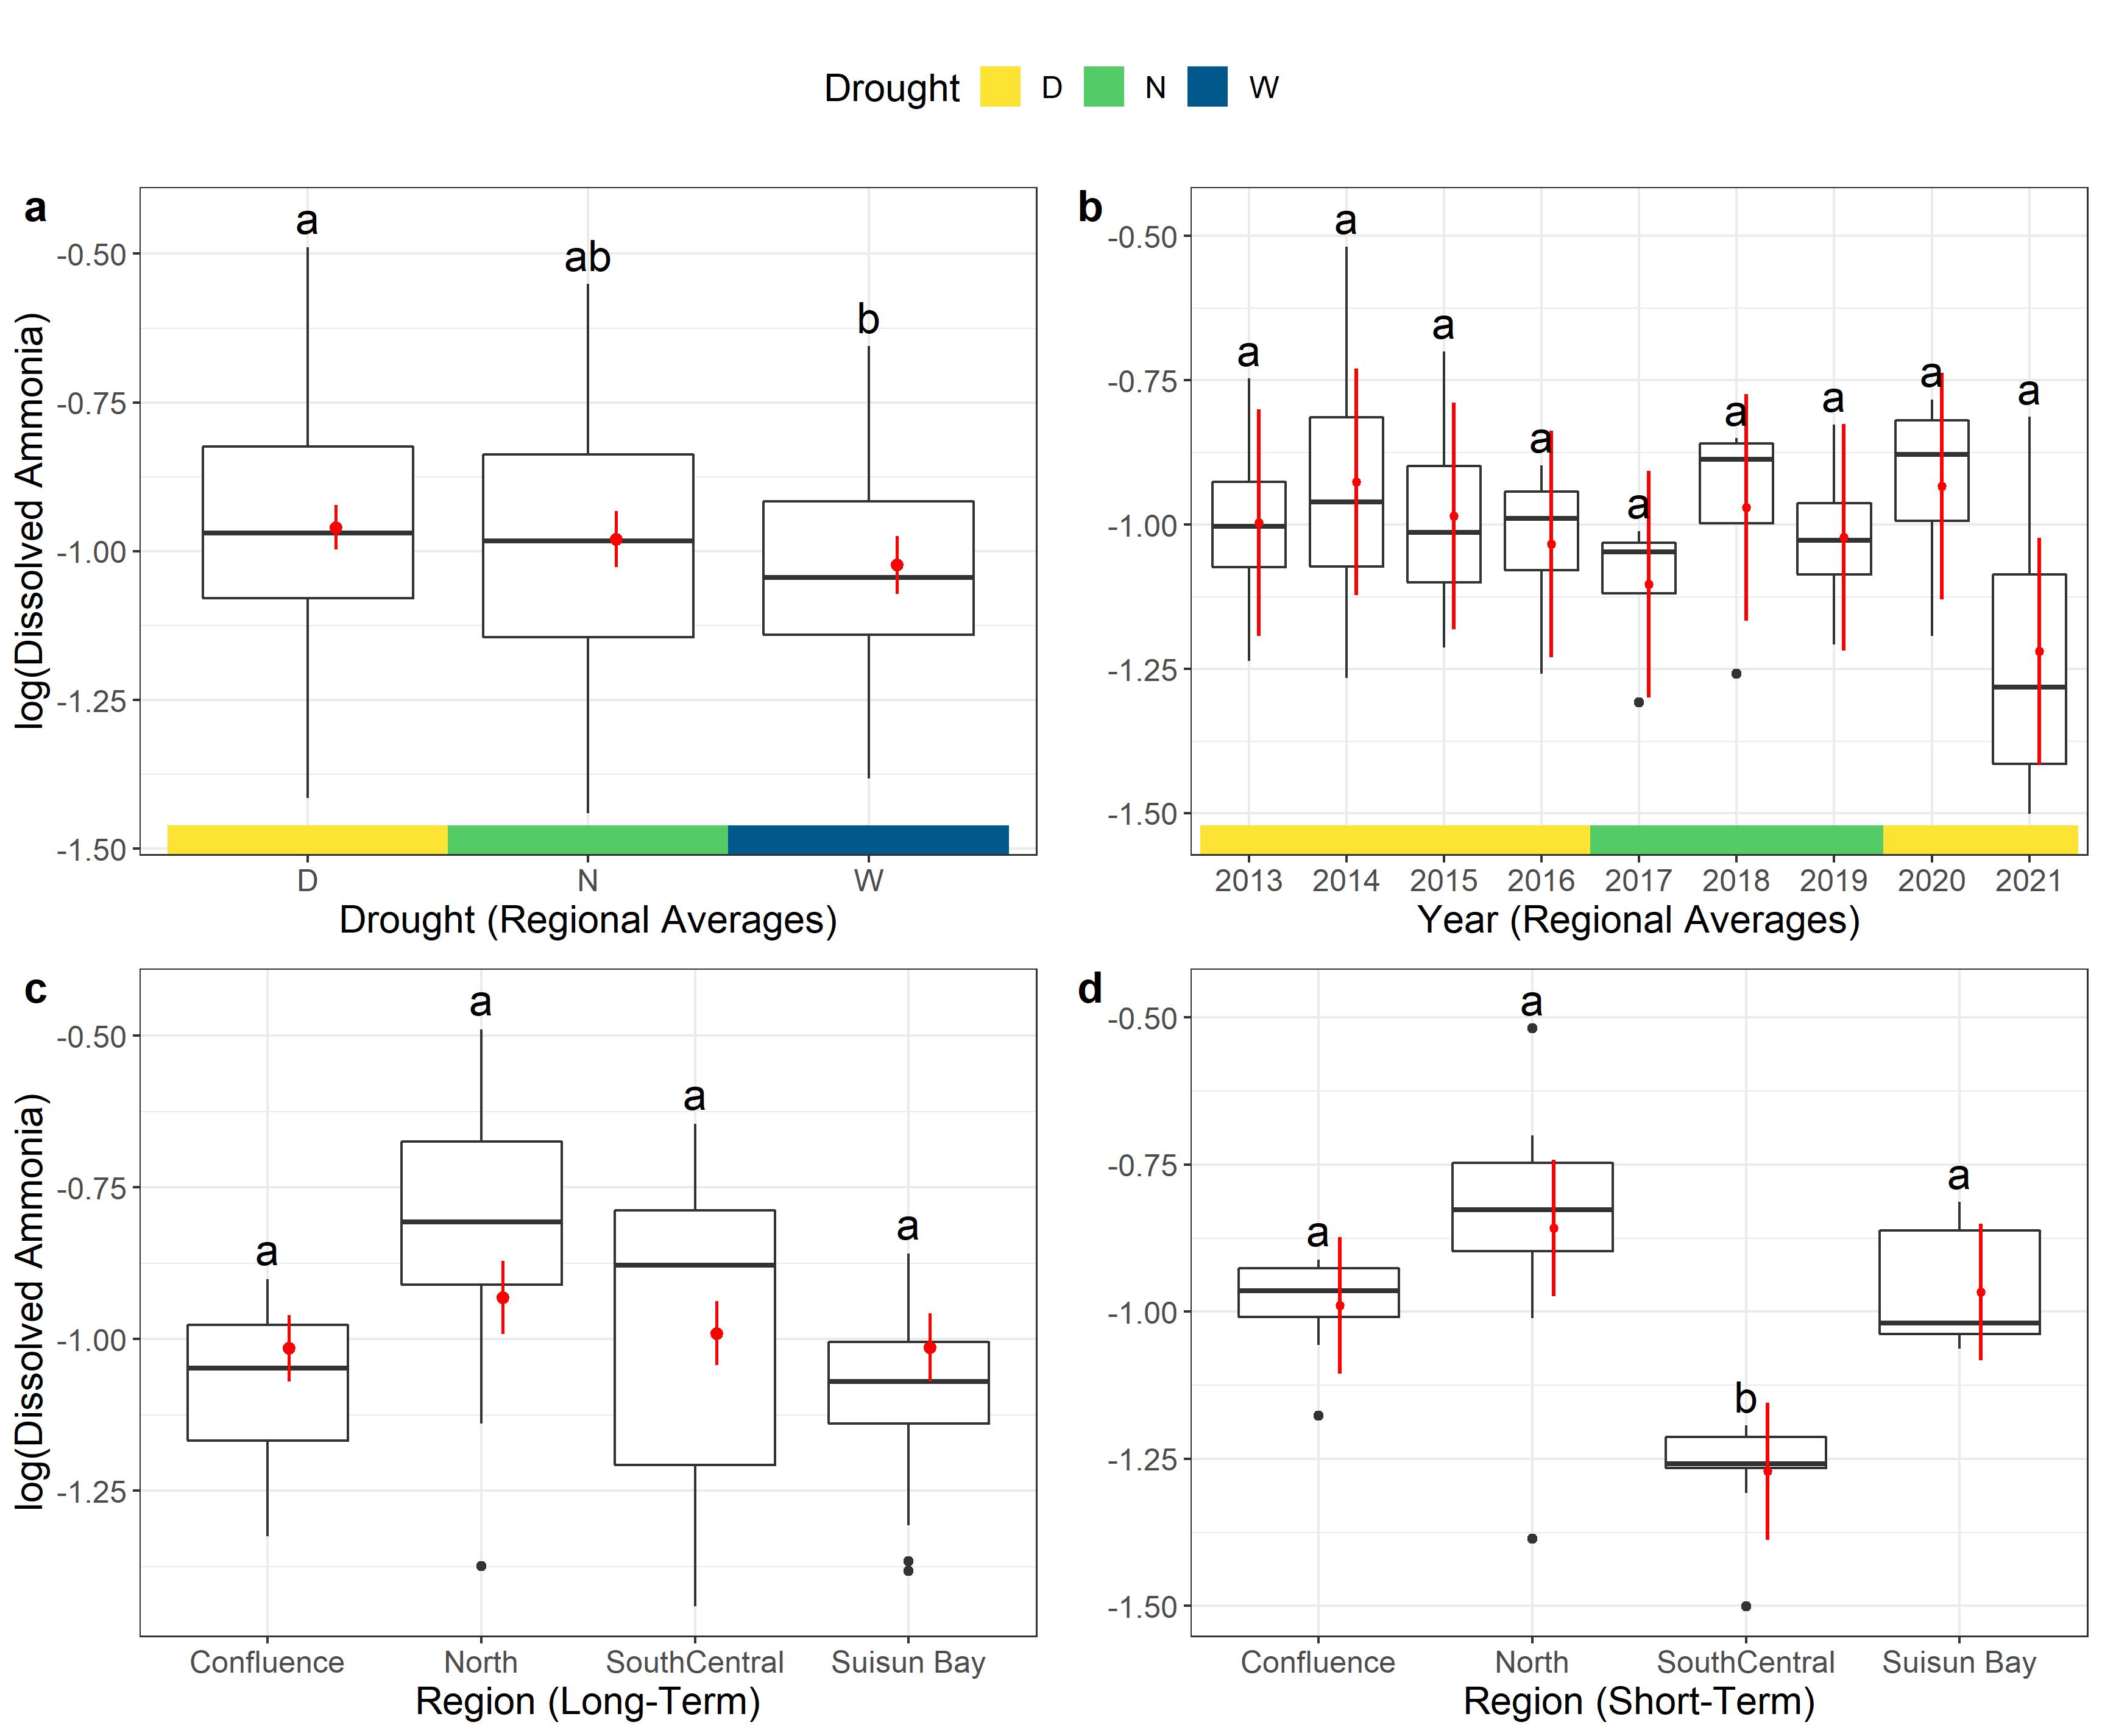 Drought D N W
a
a
ab
b
-0.50
-0.75
-1.00
-1.25
-1.50
log(Dissolved Ammonia)
D N W
Drought (Regional Averages)
b
a
a
a
a
a
a
a
a
a
-0.50
-0.75
-1.00
-1.25
-1.50
2013 2014 2015 2016 2017 2018 2019 2020 2021
Year (Regional Averages)
c
a
a
a
a
-0.50
-0.75
-1.00
-1.25
log(Dissolved Ammonia)
Confluence North SouthCentral Suisun Bay
Region (Long-Term)
d
a
a
b
a
-0.50
-0.75
-1.00
-1.25
-1.50
Confluence North SouthCentral Suisun Bay
Region (Short-Term)